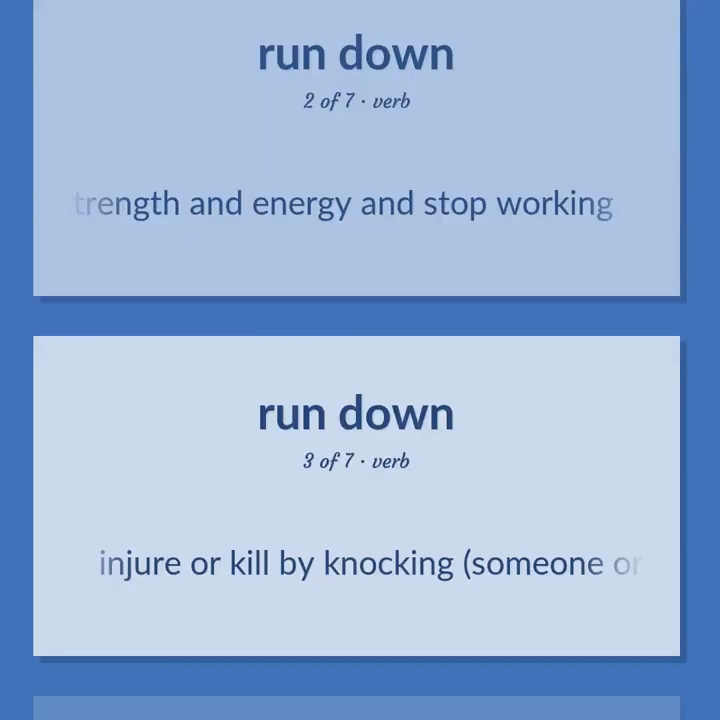 run down
2 of 7 · verb
trength and energy and stop working
run down
3 of 7 · verb
injure or kill by knocking (someone or